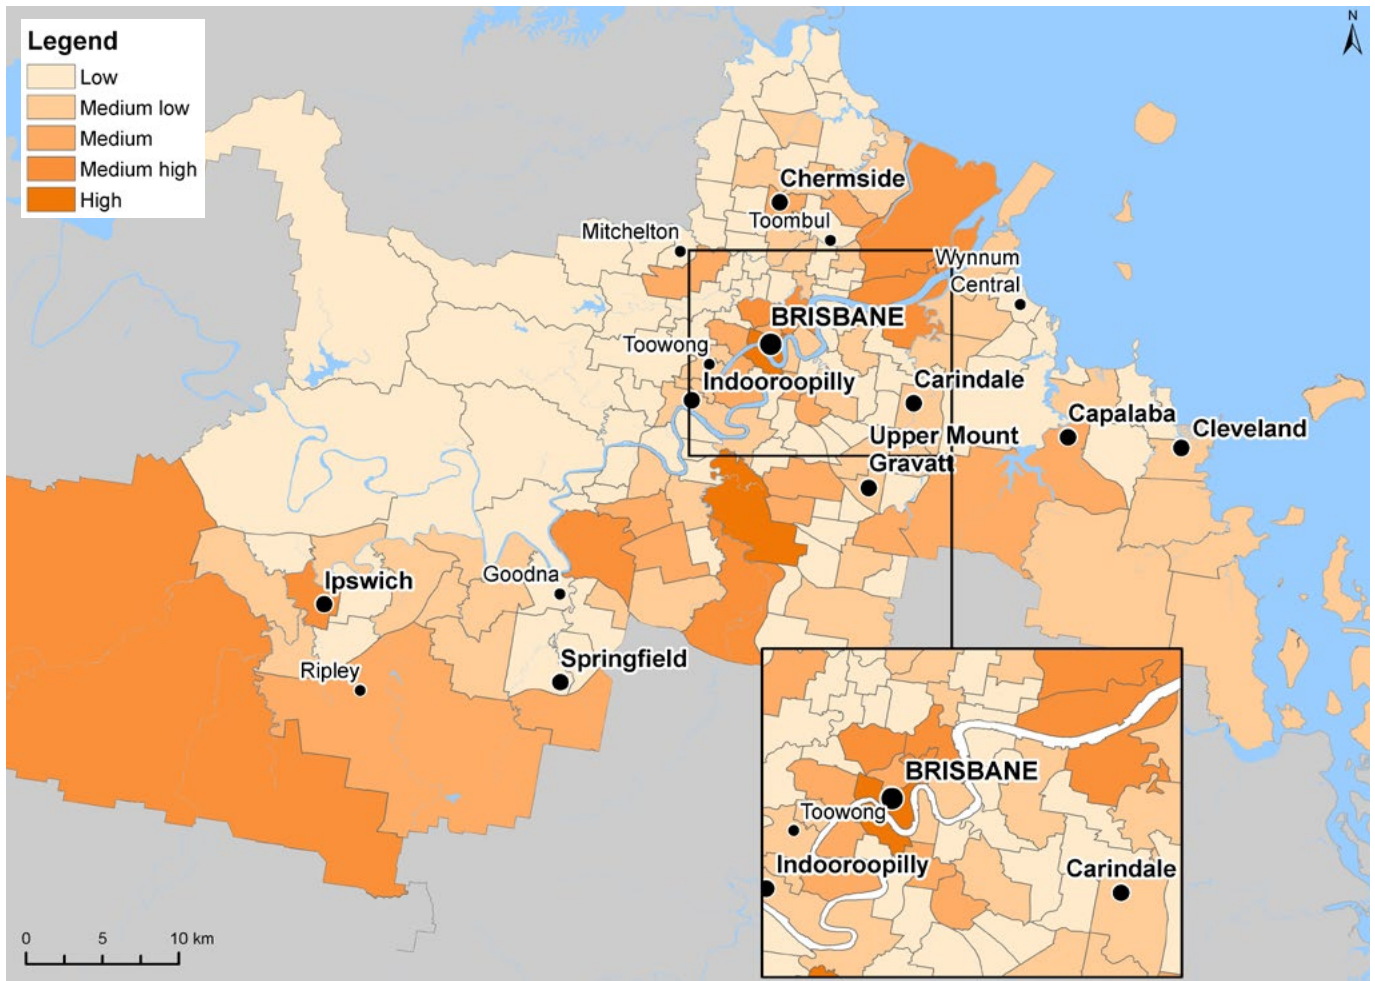 N
Legend
Low
Medium low
Medium
Medium high
High
Chermside
Toombul
Mitchelton
Wynnum
Central
BRISBANE
Toowong
Indooroopilly
Carindale
Capalaba
Cleveland
Upper Mount
Gravatt
Ipswich
Goodna
Springfield
Ripley
BRISBANE
Toowong
Indooroopilly
Carindale
0 5 10 km